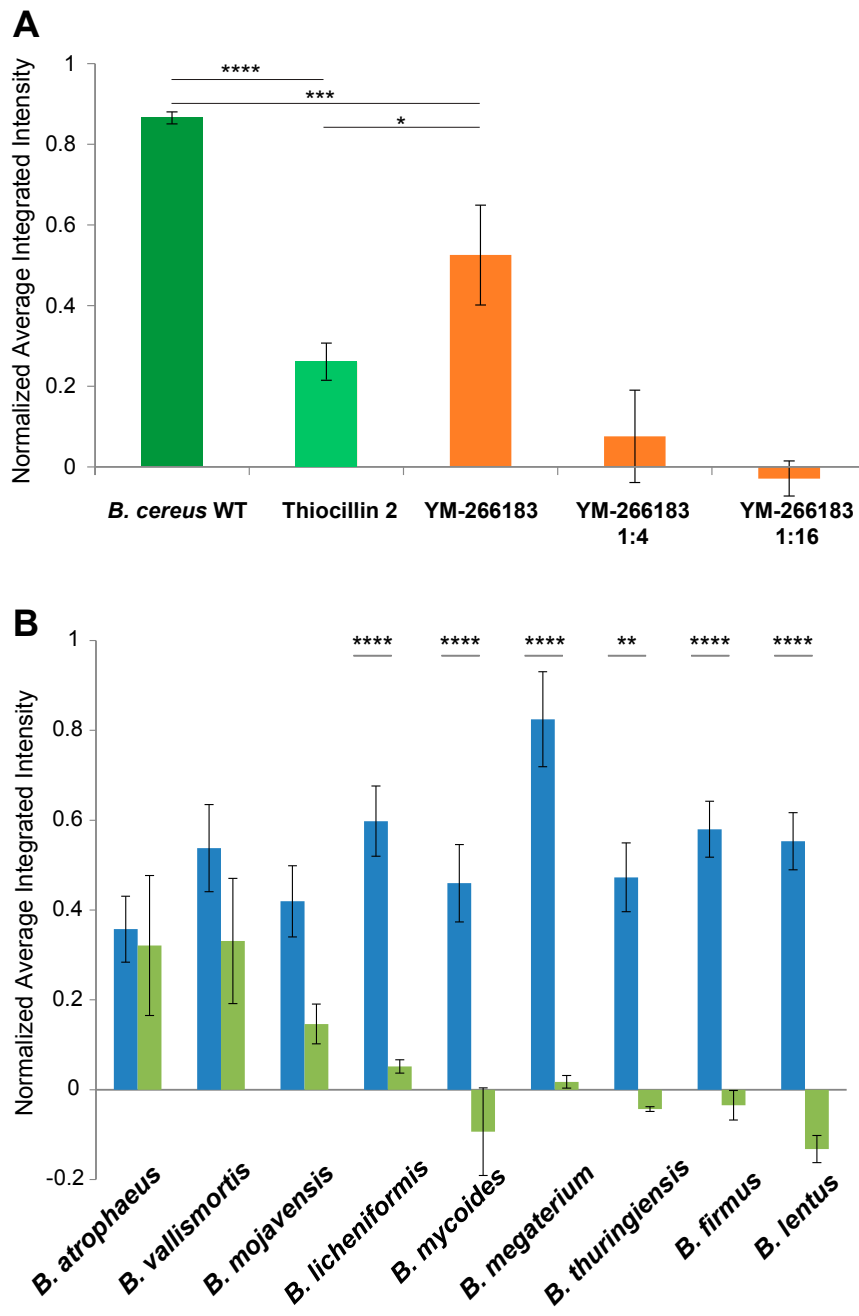 A
Normalized Average Integrated Intensity
1
0.8
0.6
0.4
0.2
0
****
***
*
B. cereus WT
Thiocillin 2
YM-266183
YM-266183
1:4
YM-266183
1:16
B
Normalized Average Integrated Intensity
1
0.8
0.6
0.4
0.2
0
-0.2
****
****
****
**
****
****
B. atrophaeus
B. vallismortis
B. mojavensis
B. licheniformis
B. mycoides
B. megaterium
B. thuringiensis
B. firmus
B. lentus